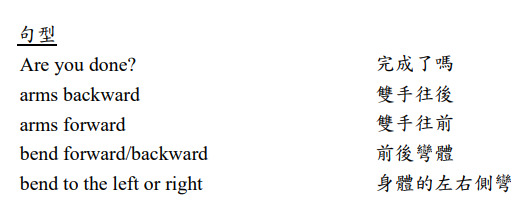 句型
Are you done? 完成了嗎
arms backward 雙手往後
arms forward 雙手往前
bend forward/backward 前後彎體
bend to the left or right 身體的左右側彎